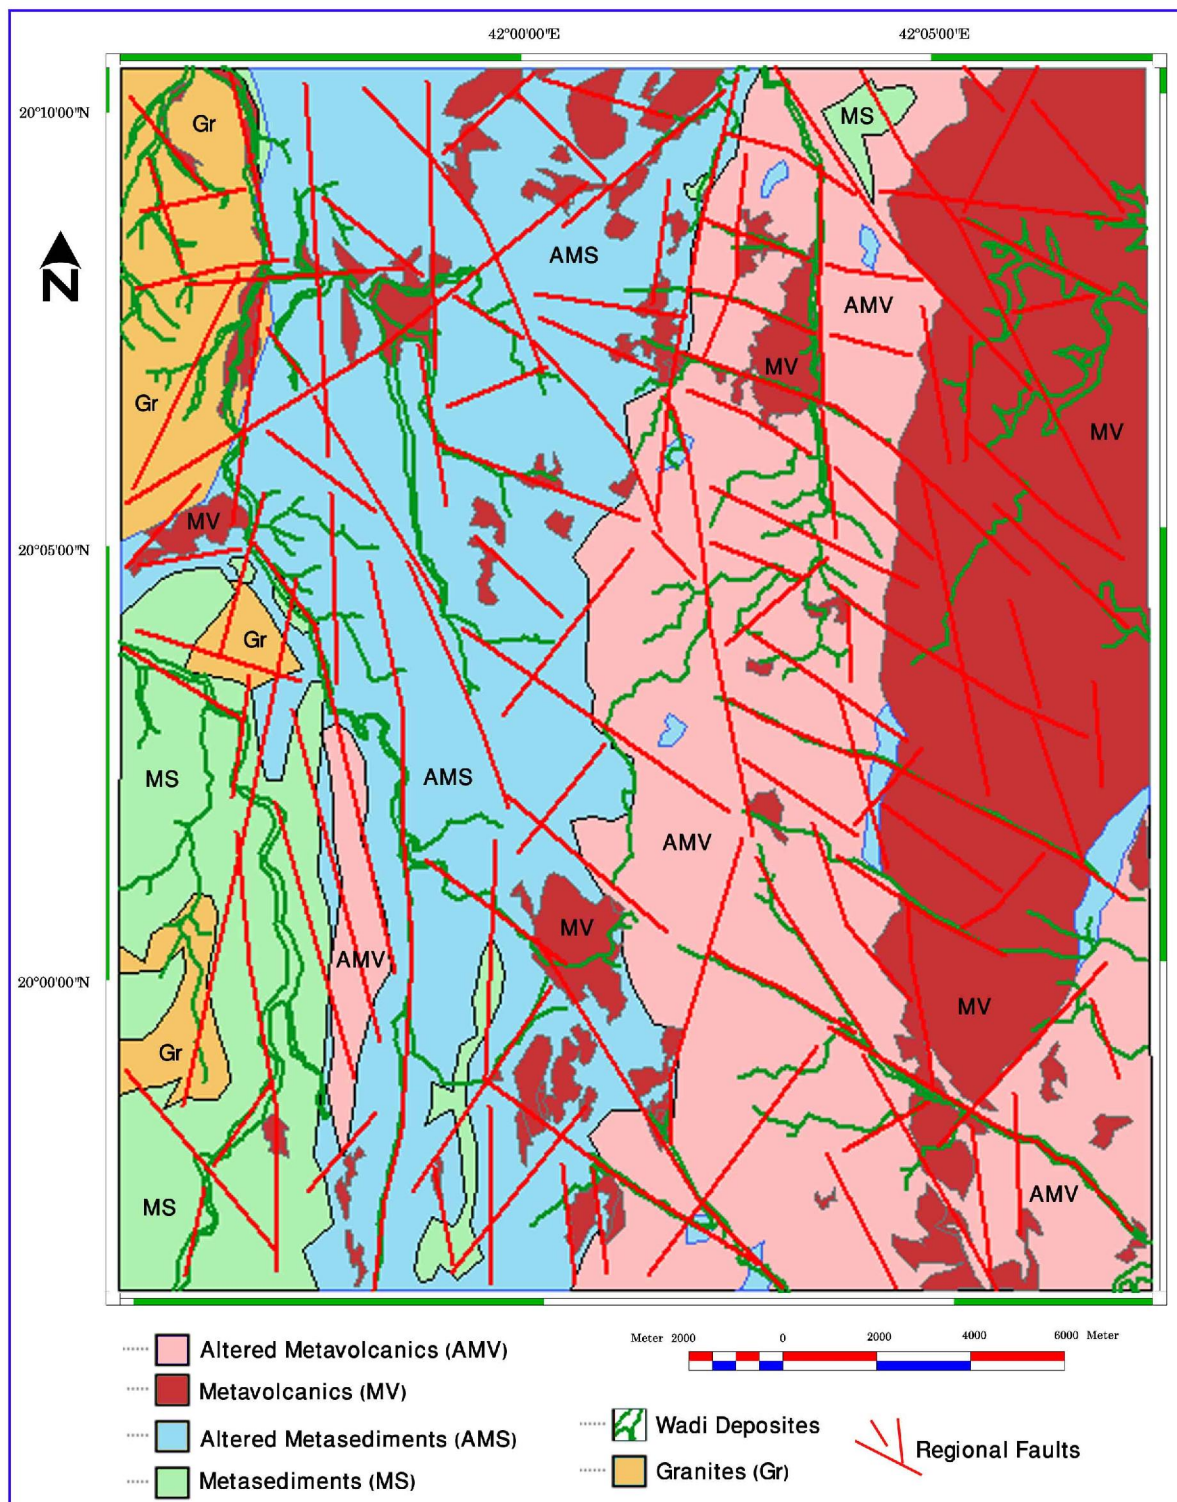 42°00'00"E 42°05'00"E
20°10'00"N
Gr
MS
N
AMS
AMV
MV
Gr
MV
MV
20°05'00"N
Gr
MS
AMS
AMV
MV
AMV
20°00'00"N
MV
Gr
MS
AMV
Altered Metavolcanics (AMV)
Meter 2000 0 2000 4000 6000 Meter
Metavolcanics (MV)
Altered Metasediments (AMS)
Wadi Deposites
Regional Faults
Metasediments (MS)
Granites (Gr)